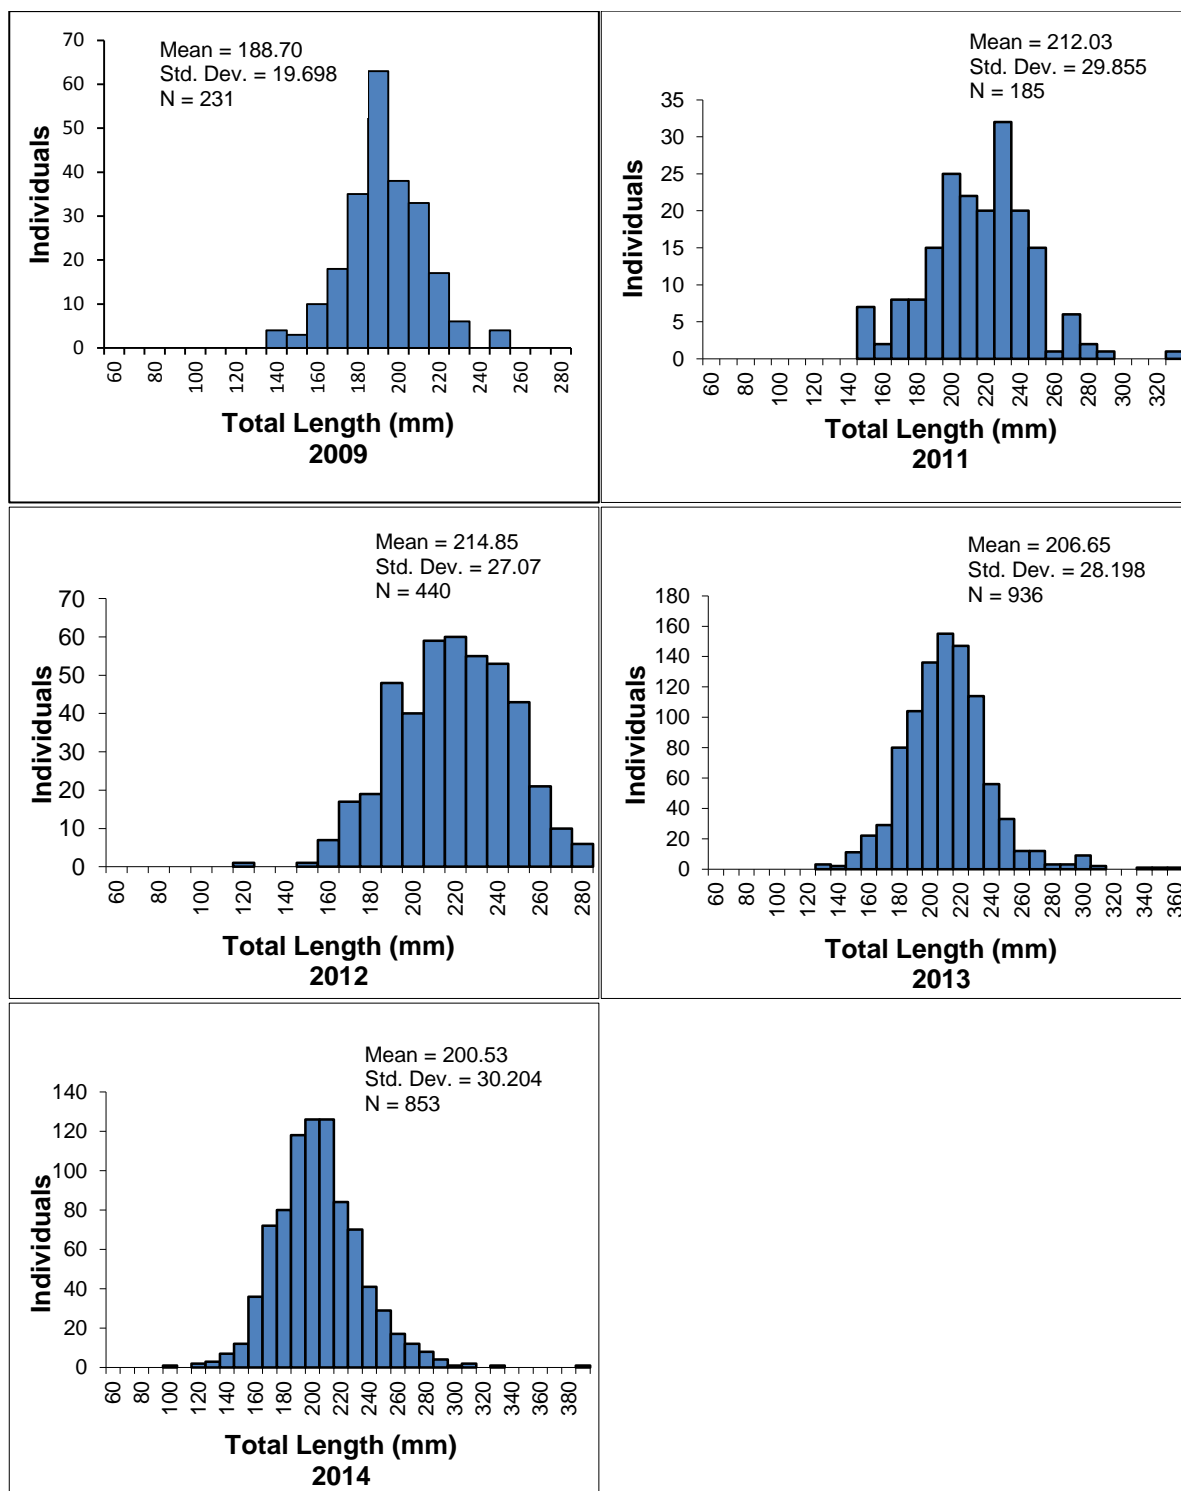 Mean = 188.70
Std. Dev. = 19.698
N = 231
70
60
50
40
30
20
10
0
Individuals
60 80 100 120 140 160 180 200 220 240 260 280
Total Length (mm)
2009
Mean = 212.03
Std. Dev. = 29.855
N = 185
35
30
25
20
15
10
5
0
Individuals
60 80 100 120 140 160 180 200 220 240 260 280 300 320
Total Length (mm)
2011
Mean = 214.85
Std. Dev. = 27.07
N = 440
70
60
50
40
30
20
10
0
Individuals
60 80 100 120 140 160 180 200 220 240 260 280
Total Length (mm)
2012
Mean = 206.65
Std. Dev. = 28.198
N = 936
180
160
140
120
100
80
60
40
20
0
Individuals
60 80 100 120 140 160 180 200 220 240 260 280 300 320 340 360
Total Length (mm)
2013
Mean = 200.53
Std. Dev. = 30.204
N = 853
140
120
100
80
60
40
20
0
Individuals
60 80 100 120 140 160 180 200 220 240 260 280 300 320 340 360 380
Total Length (mm)
2014